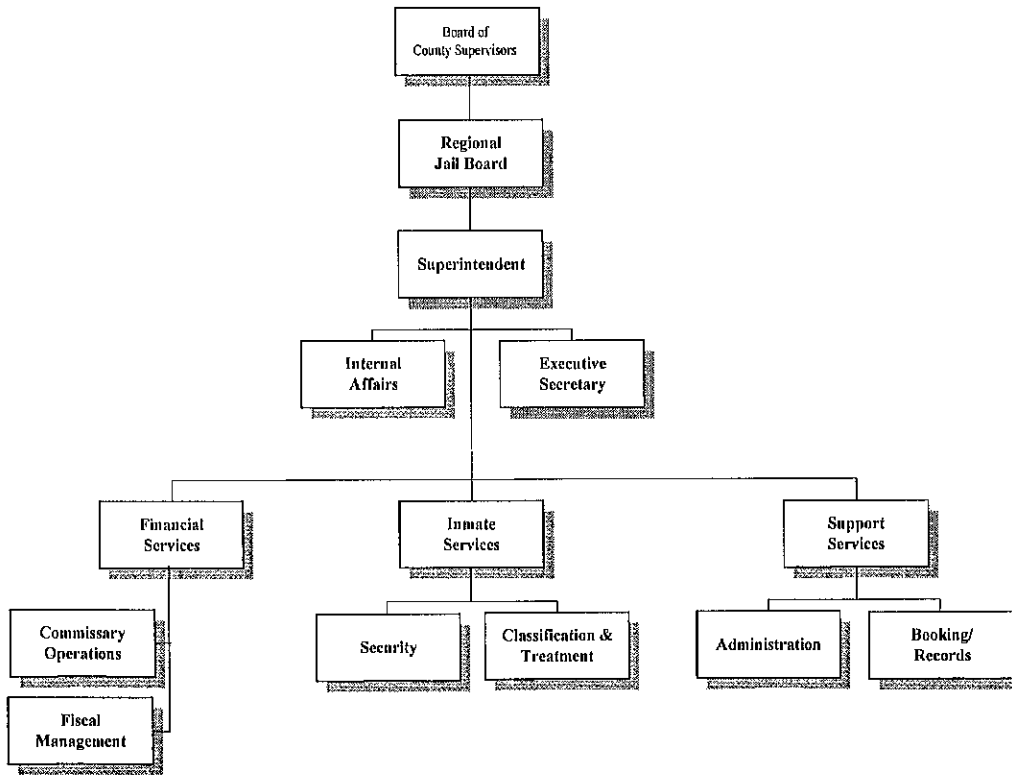 Board of
County Supervisors
Regional
Jail Board
Superintendent
Internal
Affairs
Executive
Secretary
Financial
Services
Inmate
Services
Support
Services
Commissary
Operations
Security
Classification &
Treatment
Administration
Booking/
Records
Fiscal
Management